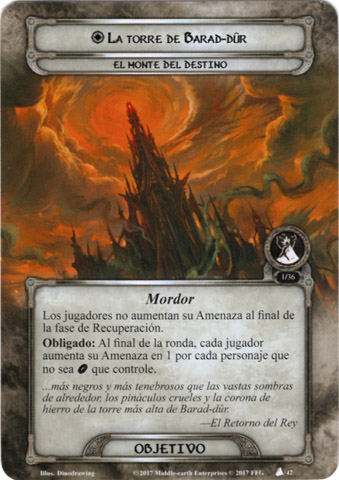 LA TORRE DE BARAD-DÛR
EL MONTE DEL DESTINO
1/36
Mordor
Los jugadores no aumentan su Amenaza al final de
la fase de Recuperación.
Obligado: Al final de la ronda, cada jugador
aumenta su Amenaza en 1 por cada personaje que
no sea que controle.
...más negros y más tenebrosos que las vastas sombras
de alrededor, los pináculos crueles y la corona de
hierro de la torre más alta de Barad-dûr.
—El Retorno del Rey
OBJETIVO
Illus. Dinodrawing
©2017 Middle-earth Enterprises © 2017 FFG
42